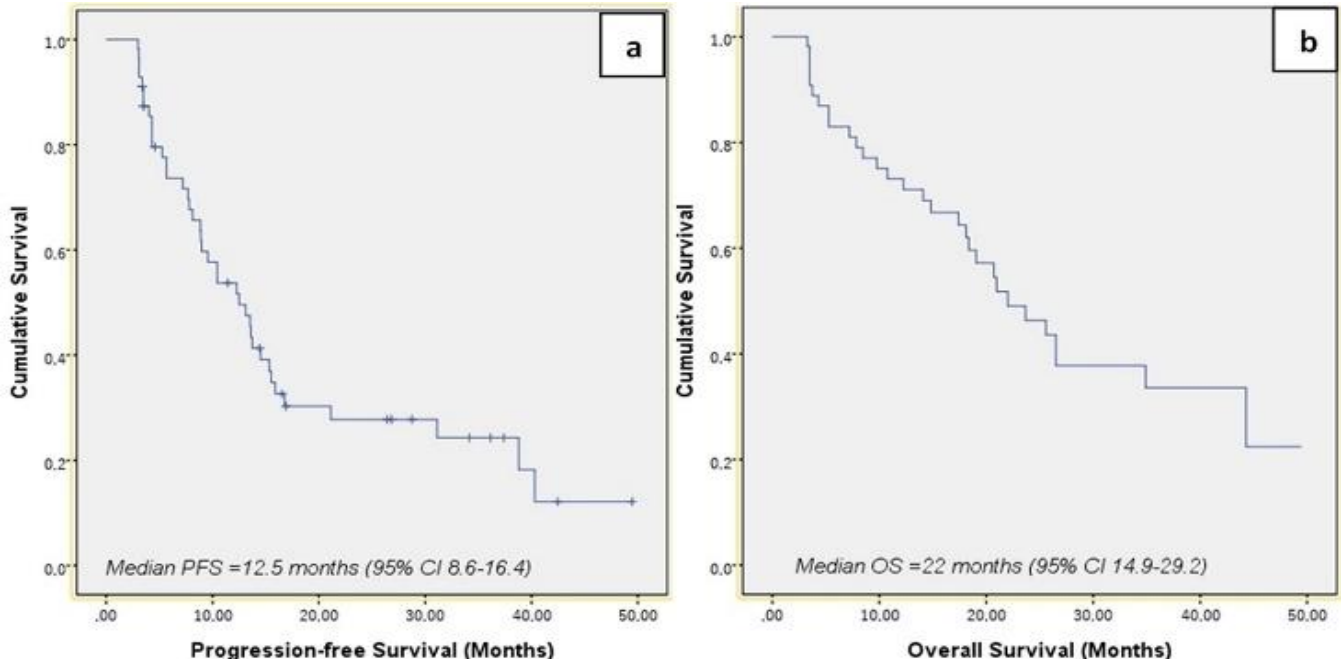 a
Cumulative Survival
1.0
0.8
0.6
0.4
0.2
0.0
Median PFS =12.5 months (95% CI 8.6-16.4)
.00 10.00 20.00 30.00 40.00 50.00
Progression-free Survival (Months)
b
Cumulative Survival
1.0
0.8
0.6
0.4
0.2
0.0
Median OS =22 months (95% CI 14.9-29.2)
.00 10.00 20.00 30.00 40.00 50.00
Overall Survival (Months)